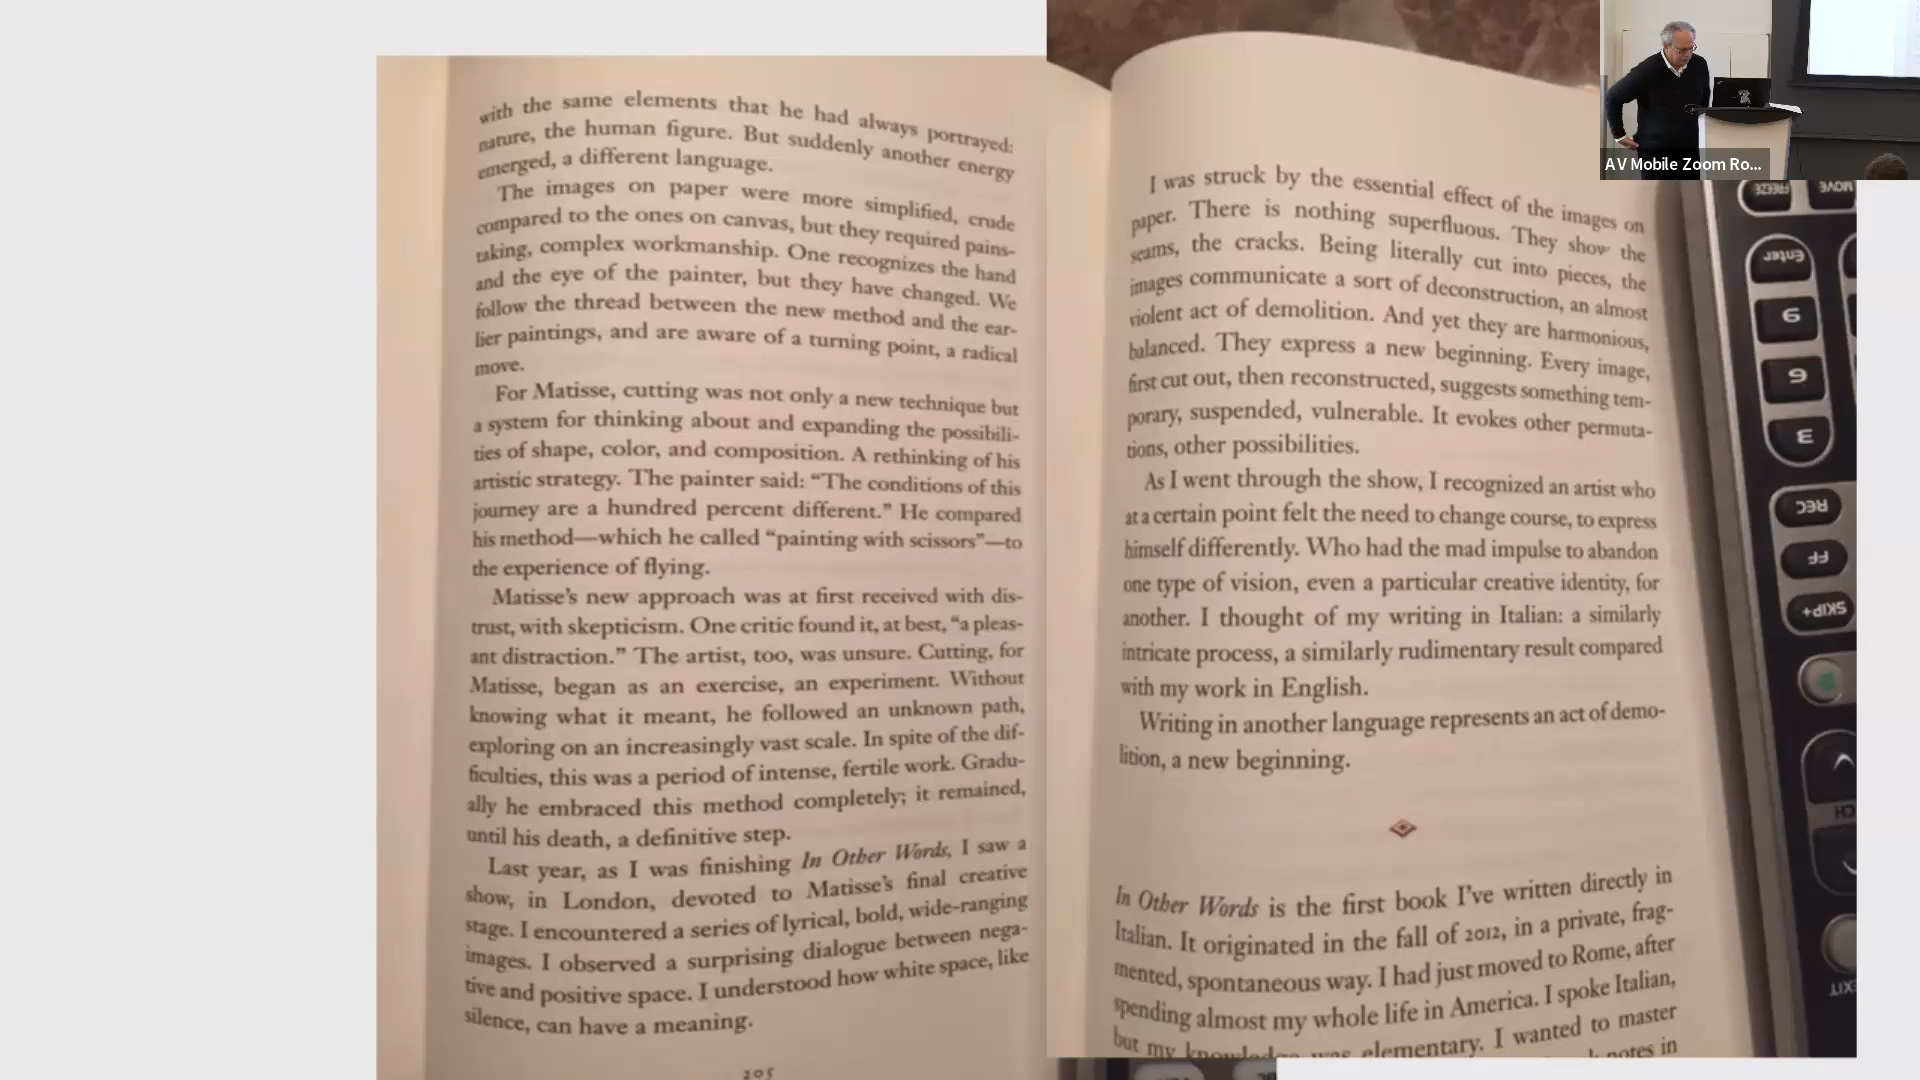 with the same elements that he had always portrayed:
nature, the human figure. But suddenly another energy
emerged, a different language.
The images on paper were more simplified, crude
compared to the ones on canvas, but they required pains-
taking, complex workmanship. One recognizes the hand
and the eye of the painter, but they have changed. We
follow the thread between the new method and the ear-
lier paintings, and are aware of a turning point, a radical
move.
For Matisse, cutting was not only a new technique but
a system for thinking about and expanding the possibili-
ties of shape, color, and composition. A rethinking of his
artistic strategy. The painter said: “The conditions of this
journey are a hundred percent different.” He compared
his method—which he called “painting with scissors”—to
the experience of flying.
Matisse’s new approach was at first received with dis-
trust, with skepticism. One critic found it, at best, “a pleas-
ant distraction.” The artist, too, was unsure. Cutting, for
Matisse, began as an exercise, an experiment. Without
knowing what it meant, he followed an unknown path,
exploring on an increasingly vast scale. In spite of the dif-
ficulties, this was a period of intense, fertile work. Gradu-
ally he embraced this method completely; it remained,
until his death, a definitive step.
Last year, as I was finishing In Other Words, I saw a
show, in London, devoted to Matisse’s final creative
stage. I encountered a series of lyrical, bold, wide-ranging
images. I observed a surprising dialogue between nega-
tive and positive space. I understood how white space, like
silence, can have a meaning.
205
I was struck by the essential effect of the images on
paper. There is nothing superfluous. They show the
seams, the cracks. Being literally cut into pieces, the
images communicate a sort of deconstruction, an almost
violent act of demolition. And yet they are harmonious,
balanced. They express a new beginning. Every image,
first cut out, then reconstructed, suggests something tem-
porary, suspended, vulnerable. It evokes other permuta-
tions, other possibilities.
As I went through the show, I recognized an artist who
at a certain point felt the need to change course, to express
himself differently. Who had the mad impulse to abandon
one type of vision, even a particular creative identity, for
another. I thought of my writing in Italian: a similarly
intricate process, a similarly rudimentary result compared
with my work in English.
Writing in another language represents an act of demo-
lition, a new beginning.
In Other Words is the first book I’ve written directly in
Italian. It originated in the fall of 2012, in a private, frag-
mented, spontaneous way. I had just moved to Rome, after
spending almost my whole life in America. I spoke Italian,
but my was elementary. I wanted to master
notes in
AV Mobile Zoom Ro...
FREEZE
MOVE
Enter
9
6
3
REC
FF
SKIP+
CH
EXIT